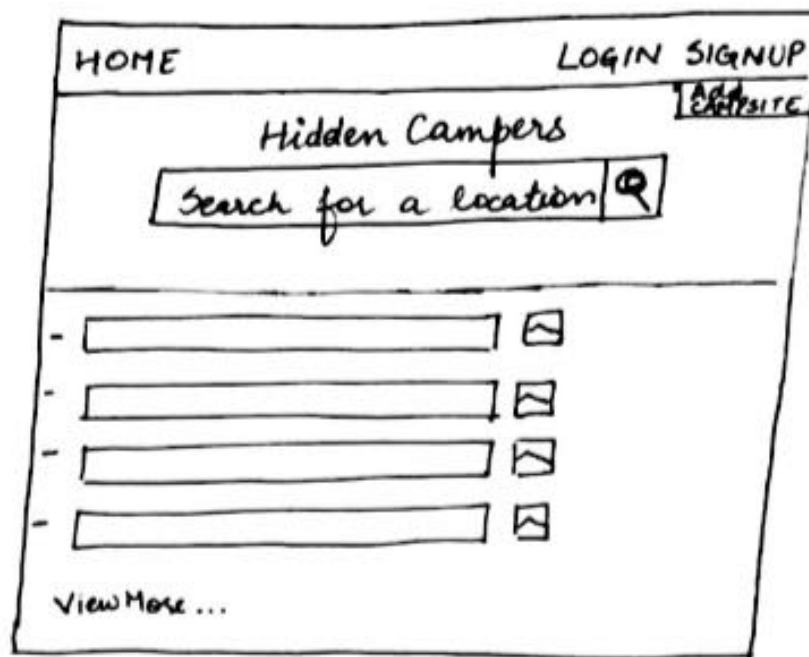 HOME LOGIN SIGNUP
Add
CAMPSITE
Hidden Campers
Search for a location
View More...